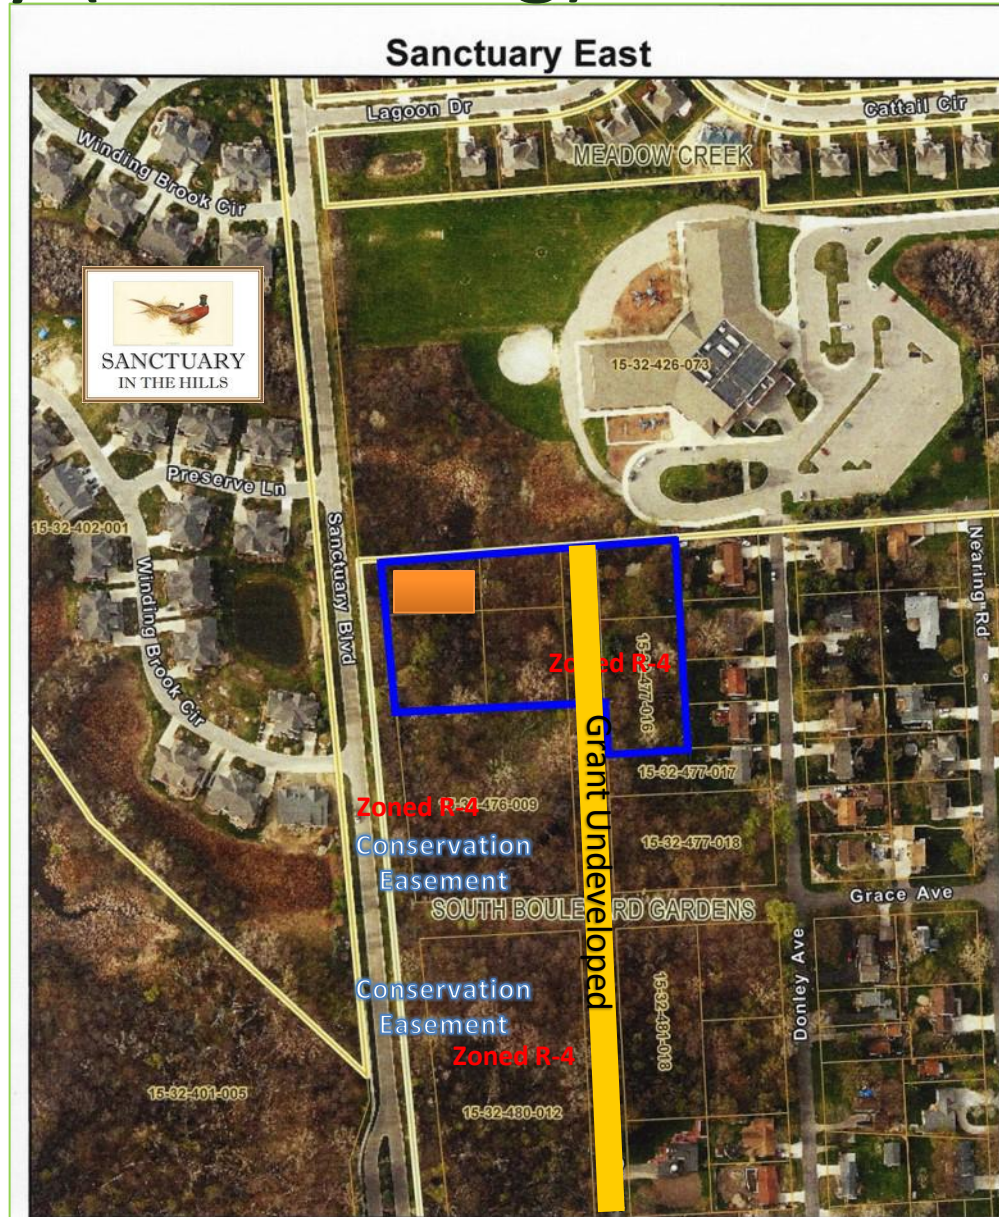 Sanctuary East
Lagoon Dr
Cattail Cir
Winding Brook Cir
MEADOW CREEK
SANCTUARY
IN THE HILLS
15-32-426-073
Preserve Ln
15-32-402-001
Sanctuary Blvd
Nearing Rd
Winding Brook Cir
Zoned R-4
15-32-477-016
Grant Undeveloped
15-32-477-017
Zoned R-4
-476-009
Conservation
Easement
15-32-477-018
Grace Ave
SOUTH BOULEVARD GARDENS
Donley Ave
Conservation
Easement
15-32-481-018
Zoned R-4
15-32-401-005
15-32-480-012